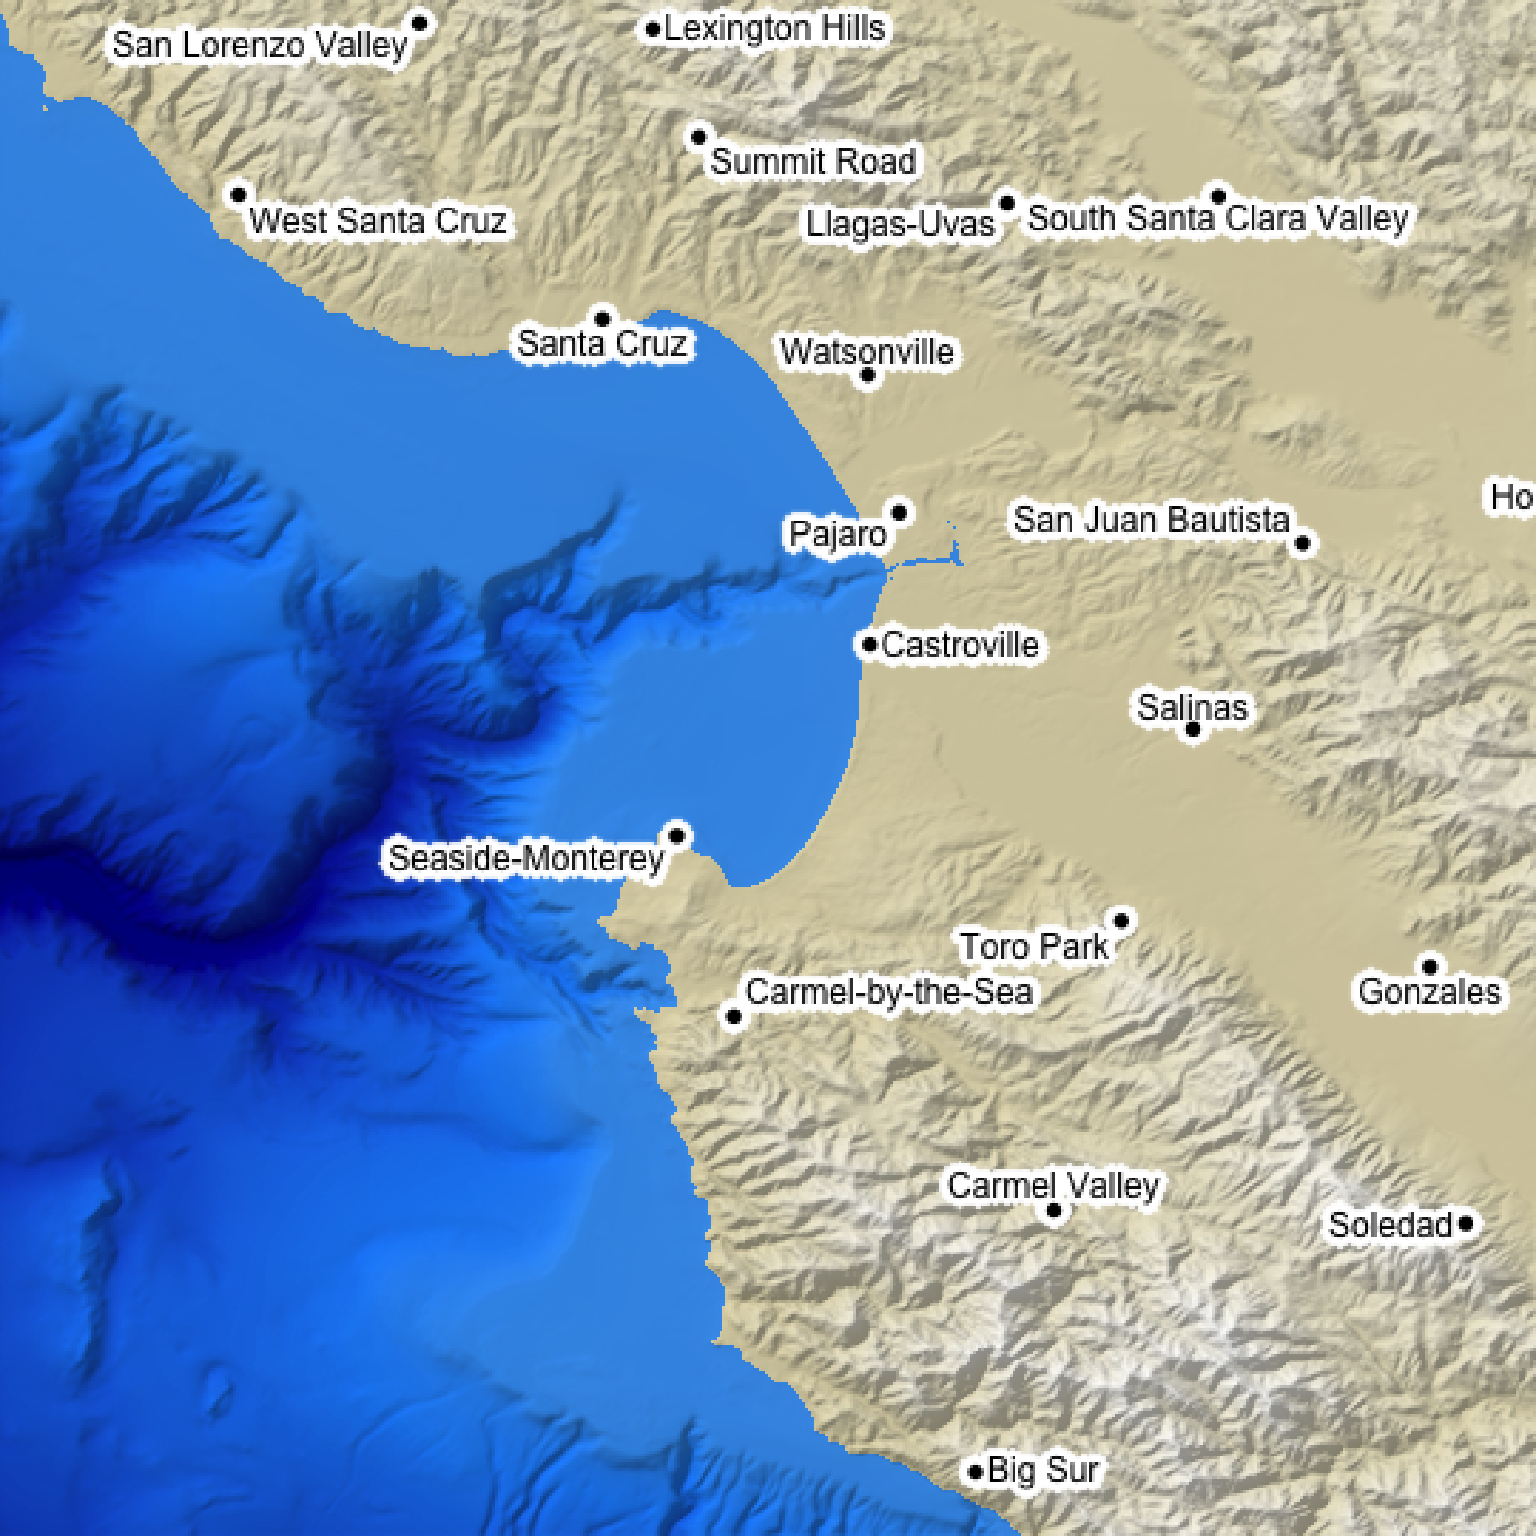 Lexington Hills
San Lorenzo Valley
Summit Road
West Santa Cruz
Llagas-Uvas
South Santa Clara Valley
Santa Cruz
Watsonville
Ho
San Juan Bautista
Pajaro
Castroville
Salinas
Seaside-Monterey
Toro Park
Carmel-by-the-Sea
Gonzales
Carmel Valley
Soledad
Big Sur